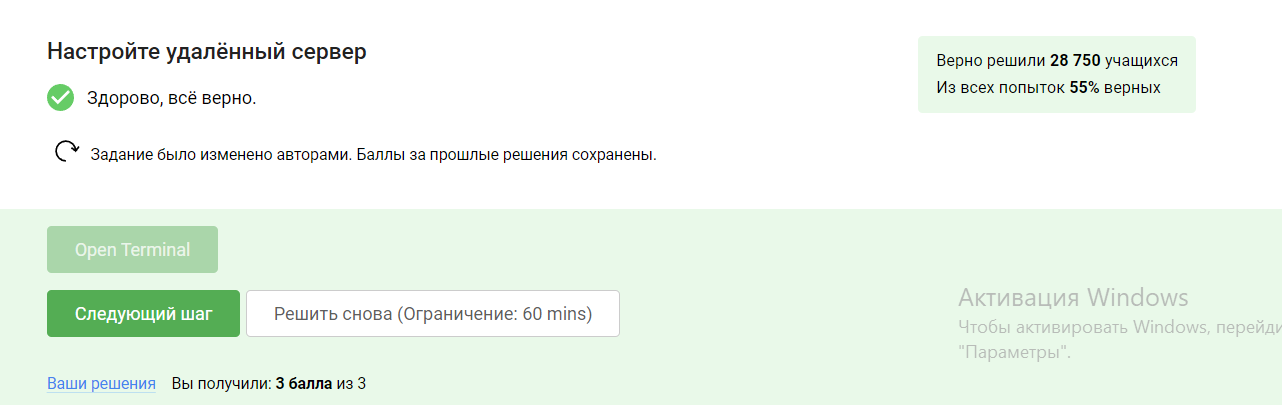 Настройте удалённый сервер
Верно решили 28 750 учащихся
Из всех попыток 55% верных
Здорово, всё верно.
Задание было изменено авторами. Баллы за прошлые решения сохранены.
Open Terminal
Следующий шаг
Решить снова (Ограничение: 60 mins)
Активация Windows
Чтобы активировать Windows, перейди
"Параметры".
Ваши решения Вы получили: 3 балла из 3